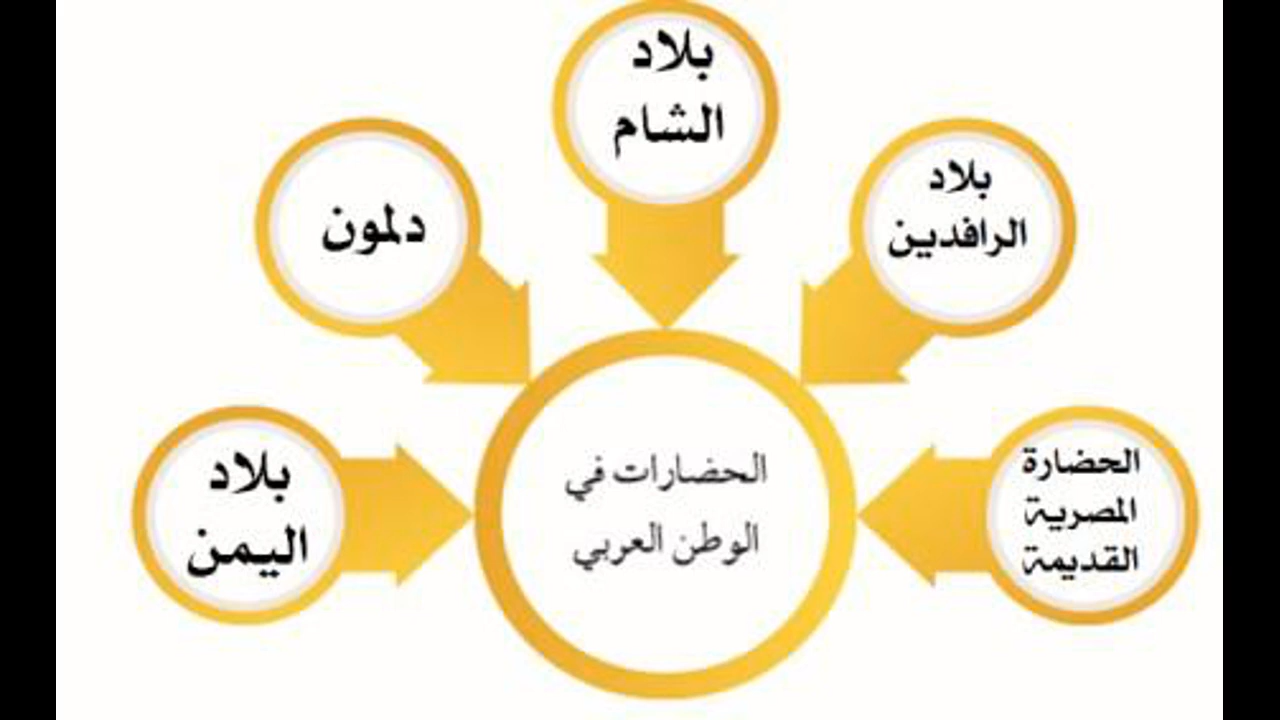 بلاد
الشام
بلاد
الرافدين
دلمون
الحضارة
المصرية
القديمة
بلاد
اليمن
الحضارات في
الوطن العربي